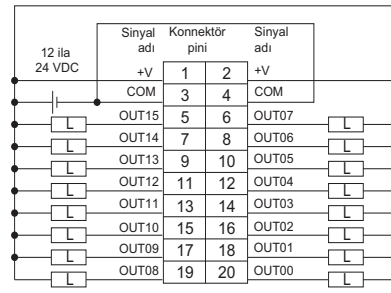 Sinyal adı Konnektör pini Sinyal adı
12 ila 24 VDC
+V 1 2 +V
COM 3 4 COM
OUT15 5 6 OUT07
L L
OUT14 7 8 OUT06
L L
OUT13 9 10 OUT05
L L
OUT12 11 12 OUT04
L L
OUT11 13 14 OUT03
L L
OUT10 15 16 OUT02
L L
OUT09 17 18 OUT01
L L
OUT08 19 20 OUT00
L L